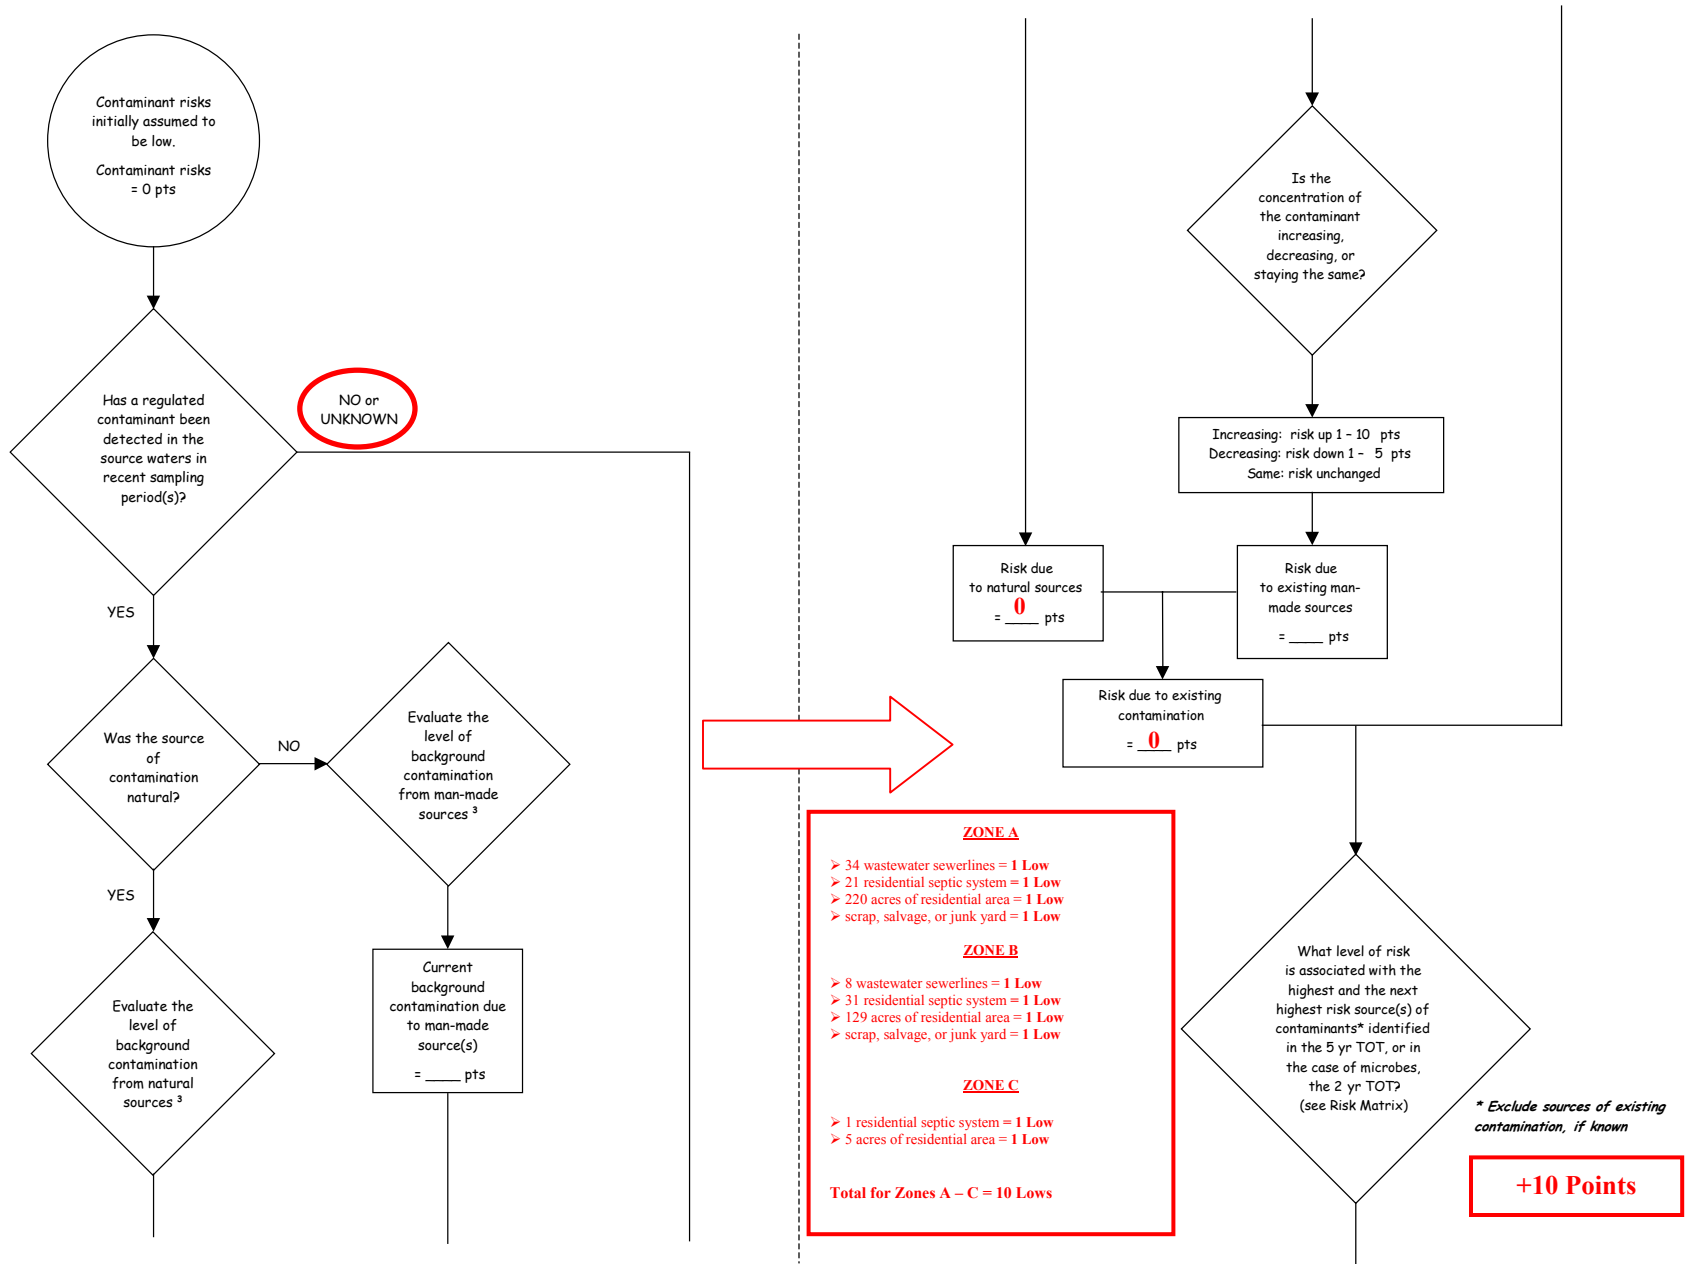 Contaminant risks
initially assumed to
be low.
Contaminant risks
= 0 pts
Has a regulated
contaminant been
detected in the
source waters in
recent sampling
period(s)?
NO or
UNKNOWN
YES
Was the source
of
contamination
natural?
NO
Evaluate the
level of
background
contamination
from man-made
sources ³
YES
Evaluate the
level of
background
contamination
from natural
sources ³
Current
background
contamination due
to man-made
source(s)
= ____ pts
Is the
concentration of
the contaminant
increasing,
decreasing, or
staying the same?
Increasing: risk up 1 – 10 pts
Decreasing: risk down 1 – 5 pts
Same: risk unchanged
Risk due
to natural sources
0
= ____ pts
Risk due
to existing man-
made sources
= ____ pts
Risk due to existing
contamination
= 0 pts
ZONE A
➢ 34 wastewater sewerlines = 1 Low
➢ 21 residential septic system = 1 Low
➢ 220 acres of residential area = 1 Low
➢ scrap, salvage, or junk yard = 1 Low
ZONE B
➢ 8 wastewater sewerlines = 1 Low
➢ 31 residential septic system = 1 Low
➢ 129 acres of residential area = 1 Low
➢ scrap, salvage, or junk yard = 1 Low
ZONE C
➢ 1 residential septic system = 1 Low
➢ 5 acres of residential area = 1 Low
Total for Zones A – C = 10 Lows
What level of risk
is associated with the
highest and the next
highest risk source(s) of
contaminants* identified
in the 5 yr TOT, or in
the case of microbes,
the 2 yr TOT?
(see Risk Matrix)
* Exclude sources of existing
contamination, if known
+10 Points